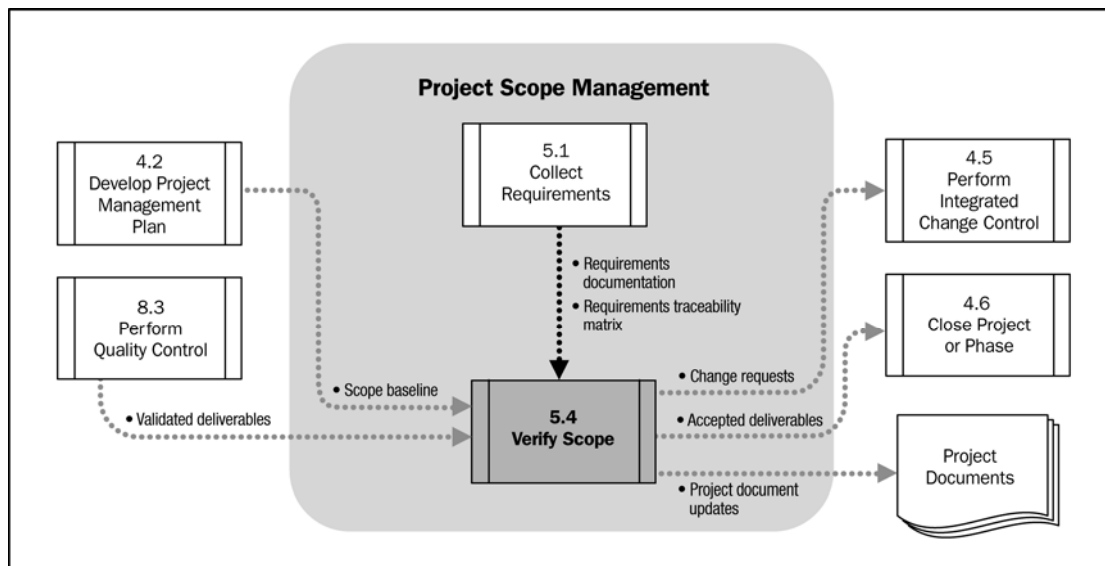 Project Scope Management
4.2
Develop Project
Management
Plan
5.1
Collect
Requirements
4.5
Perform
Integrated
Change Control
• Requirements
documentation
• Requirements traceability
matrix
8.3
Perform
Quality Control
4.6
Close Project
or Phase
• Scope baseline
• Validated deliverables
5.4
Verify Scope
• Change requests
• Accepted deliverables
• Project document
updates
Project
Documents